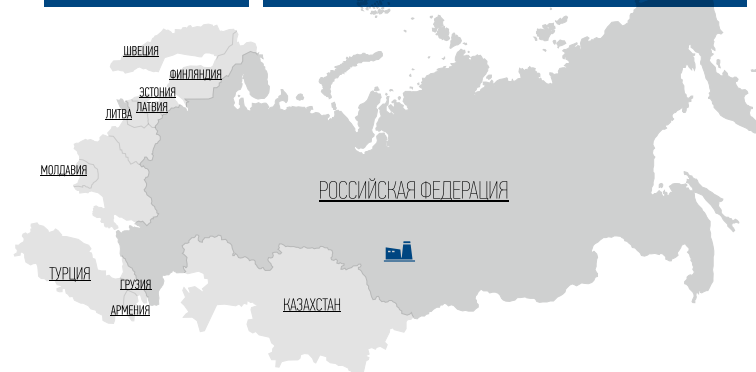 ШВЕЦИЯ
ФИНЛЯНДИЯ
ЭСТОНИЯ
ЛАТВИЯ
ЛИТВА
МОЛДАВИЯ
РОССИЙСКАЯ ФЕДЕРАЦИЯ
ТУРЦИЯ
ГРУЗИЯ
КАЗАХСТАН
АРМЕНИЯ